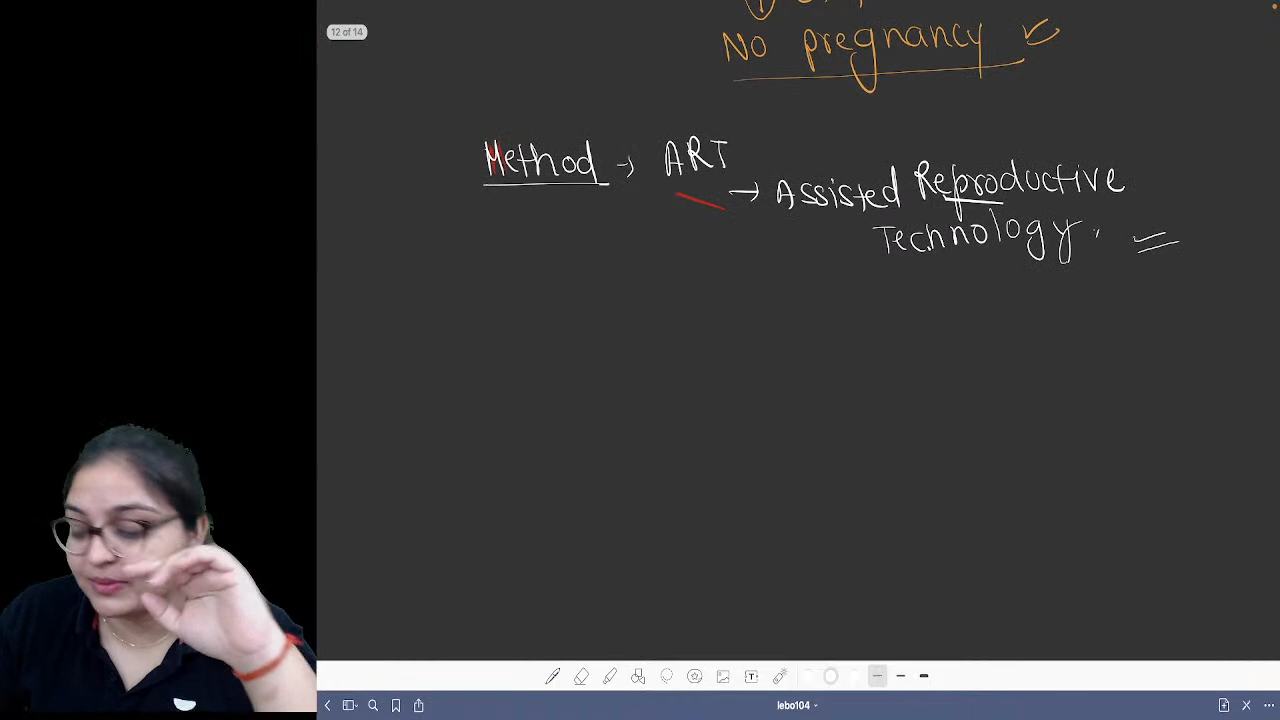 12 of 14
No pregnancy
Method → ART
→ Assisted Reproductive
Technology
lebo104